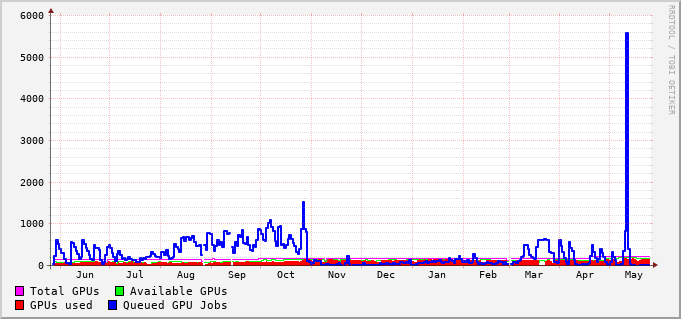 6000
5000
4000
3000
2000
1000
0
Jun Jul Aug Sep Oct Nov Dec Jan Feb Mar Apr May
Total GPUs Available GPUs
GPUs used Queued GPU Jobs
RRDTOOL / TOBI OETIKER